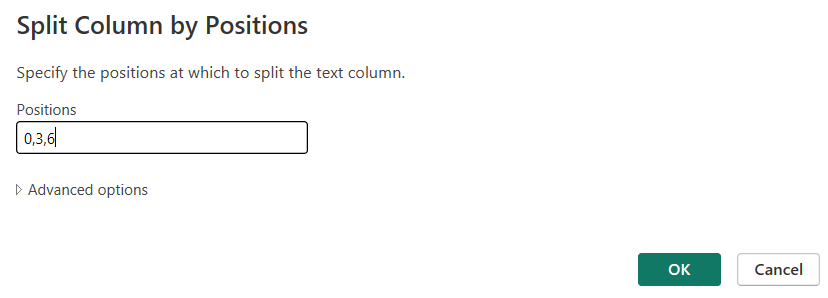 Split Column by Positions
Specify the positions at which to split the text column.
Positions
0,3,6
Advanced options
OK Cancel